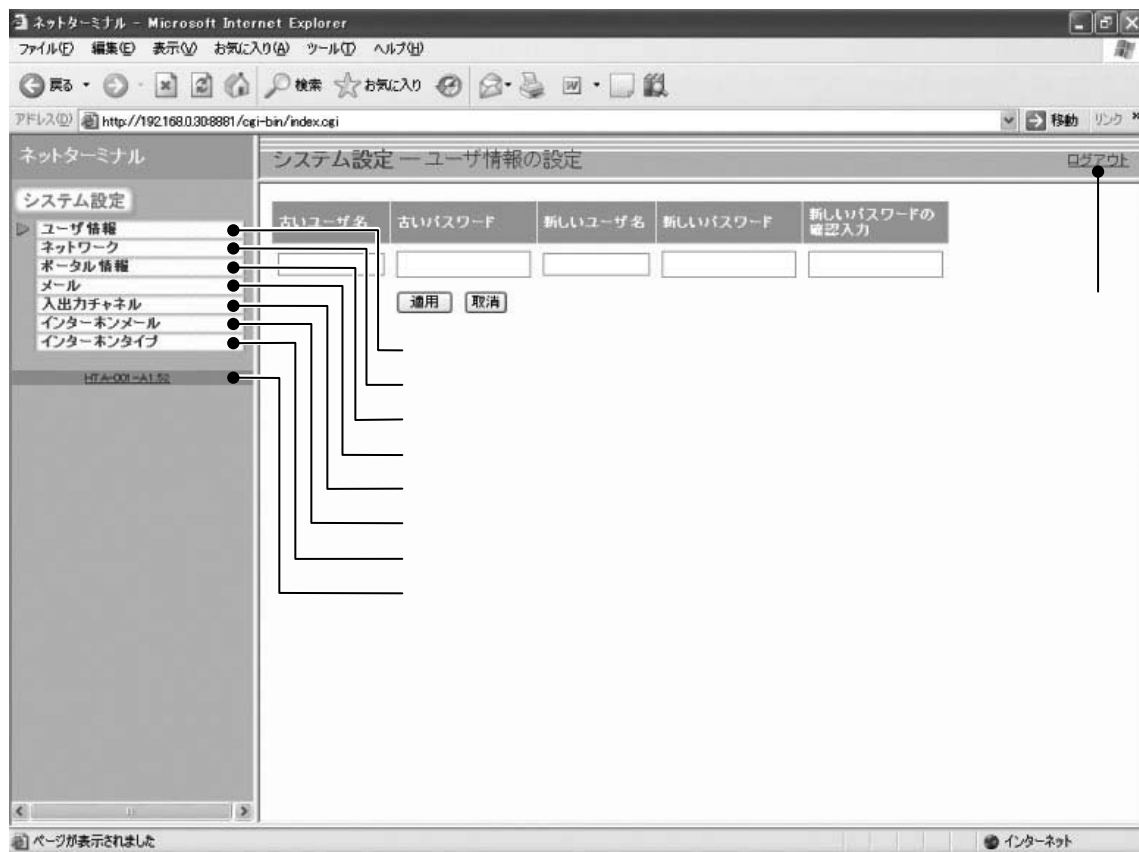 ネットターミナル - Microsoft Internet Explorer
ファイル(F) 編集(E) 表示(V) お気に入り(A) ツール(T) ヘルプ(H)
戻る 検索 お気に入り
アドレス(D) http://192.168.0.30:8881/cgi-bin/index.cgi 移動 リンク »
ネットターミナル
システム設定 ― ユーザ情報の設定
ログアウト
システム設定
ユーザ情報
ネットワーク
ポータル情報
メール
入出力チャネル
インターホンメール
インターホンタイプ
HTA-001-A1.52
古いユーザ名 古いパスワード 新しいユーザ名 新しいパスワード 新しいパスワードの
確認入力
適用 取消
ページが表示されました インターネット